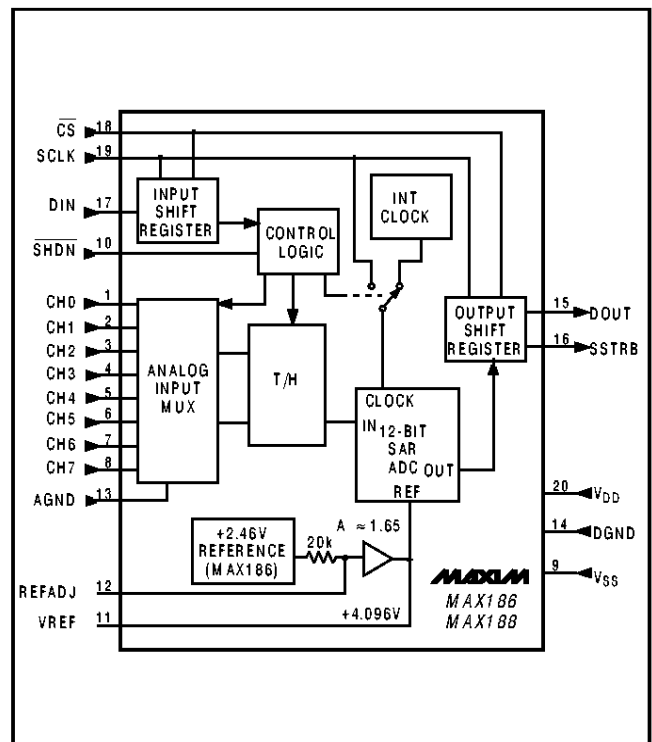 CS 18
SCLK 19
DIN 17
INPUT
SHIFT
REGISTER
INT
CLOCK
SHDN 10
CONTROL
LOGIC
CH0 1
CH1 2
CH2 3
CH3 4
CH4 5
CH5 6
CH6 7
CH7 8
AGND 13
ANALOG
INPUT
MUX
T/H
OUTPUT
SHIFT
REGISTER
15 DOUT
16 SSTRB
CLOCK
IN 12-BIT
SAR
ADC OUT
REF
20 VDD
14 DGND
9 VSS
+2.46V
REFERENCE
(MAX186)
20k
A ≈ 1.65
REFADJ 12
VREF 11
+4.096V
MAXIM
MAX186
MAX188